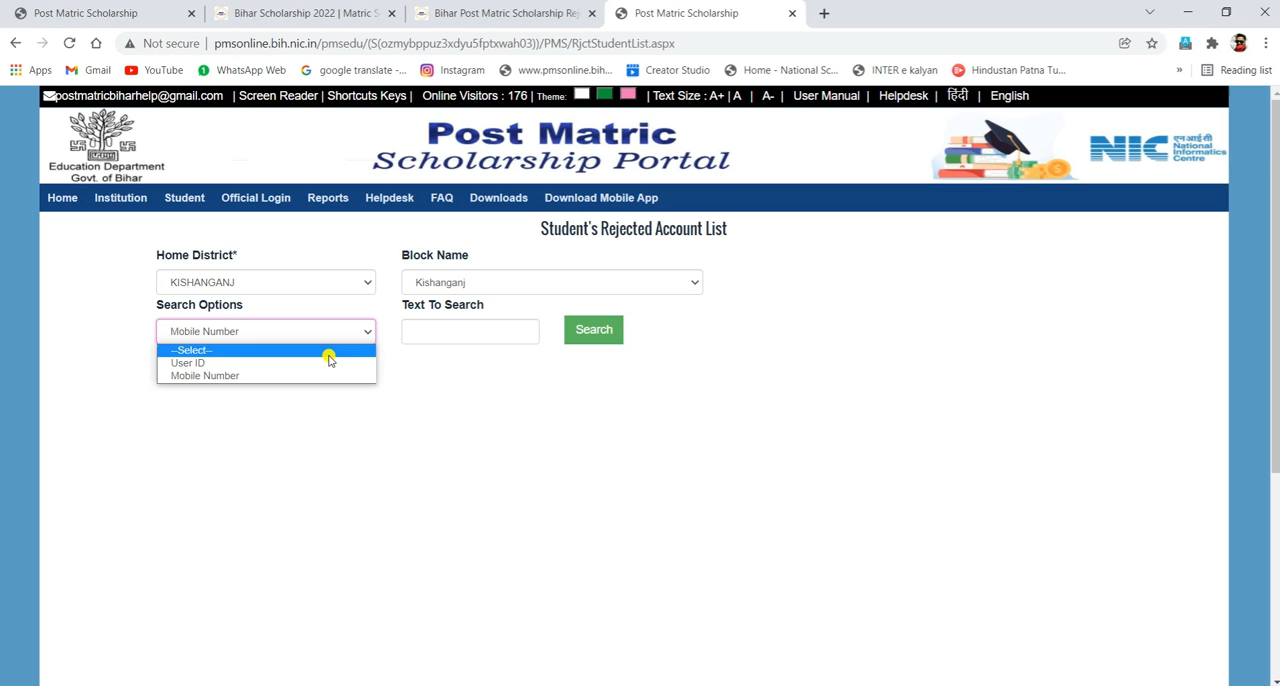 Post Matric Scholarship
Bihar Scholarship 2022 | Matric S
Bihar Post Matric Scholarship Rej
Post Matric Scholarship
Not secure | pmsonline.bih.nic.in/pmsedu/(S(ozmybppuz3xdyu5fptxwah03))/PMS/RjctStudentList.aspx
Apps Gmail YouTube WhatsApp Web google translate -... Instagram www.pmsonline.bih... Creator Studio Home - National Sc... INTER e kalyan Hindustan Patna Tu... » Reading list
postmatricbiharhelp@gmail.com | Screen Reader | Shortcuts Keys | Online Visitors : 176 | Theme: | Text Size : A+ | A | A- | User Manual | Helpdesk | हिंदी | English
Education Department
Govt. of Bihar
Post Matric
Scholarship Portal
NIC एन आई सी
National
Informatics
Centre
Home Institution Student Official Login Reports Helpdesk FAQ Downloads Download Mobile App
Student's Rejected Account List
Home District* Block Name
KISHANGANJ Kishanganj
Search Options Text To Search
Mobile Number Search
--Select--
User ID
Mobile Number